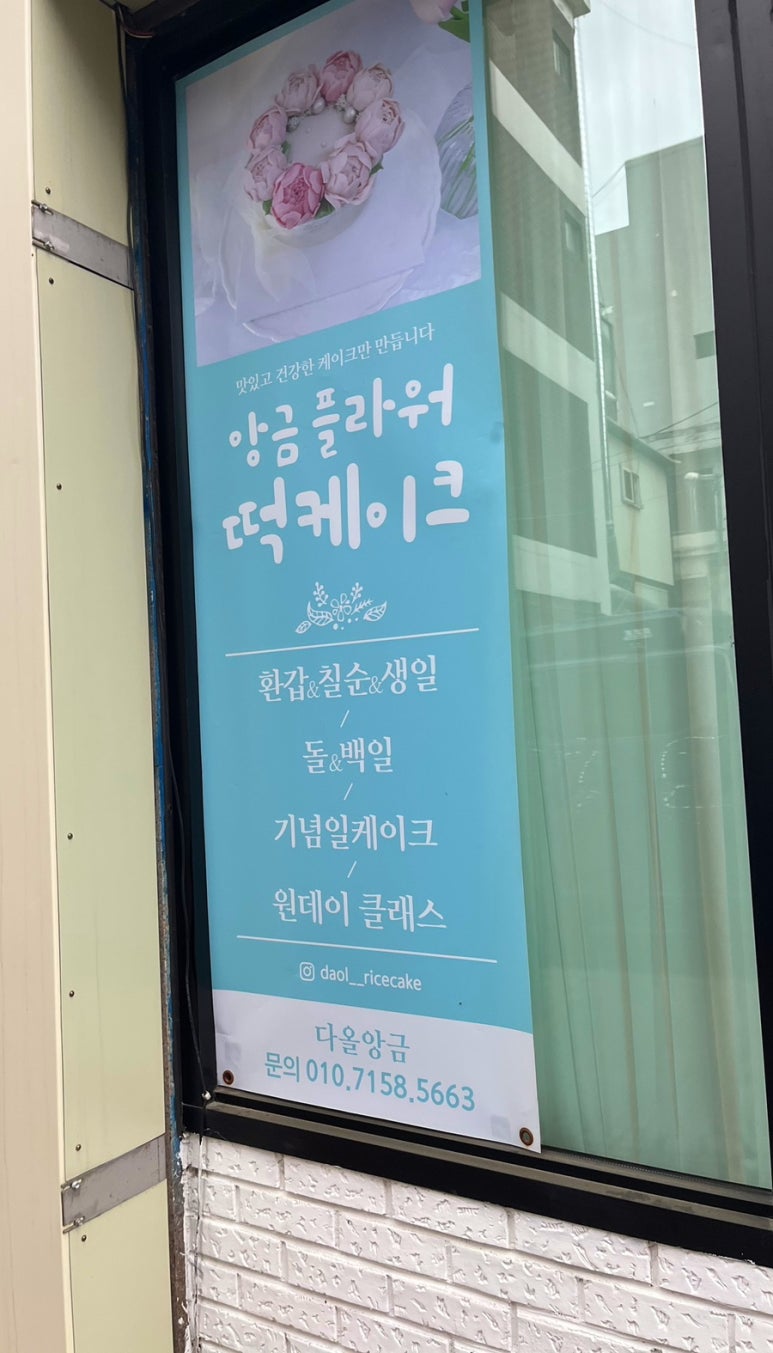 맛있고 건강한 케이크만 만듭니다
앙금플라워
떡케이크
환갑&칠순&생일
/
돌&백일
/
기념일케이크
/
원데이 클래스
daol__ricecake
다올앙금
문의 010.7158.5663